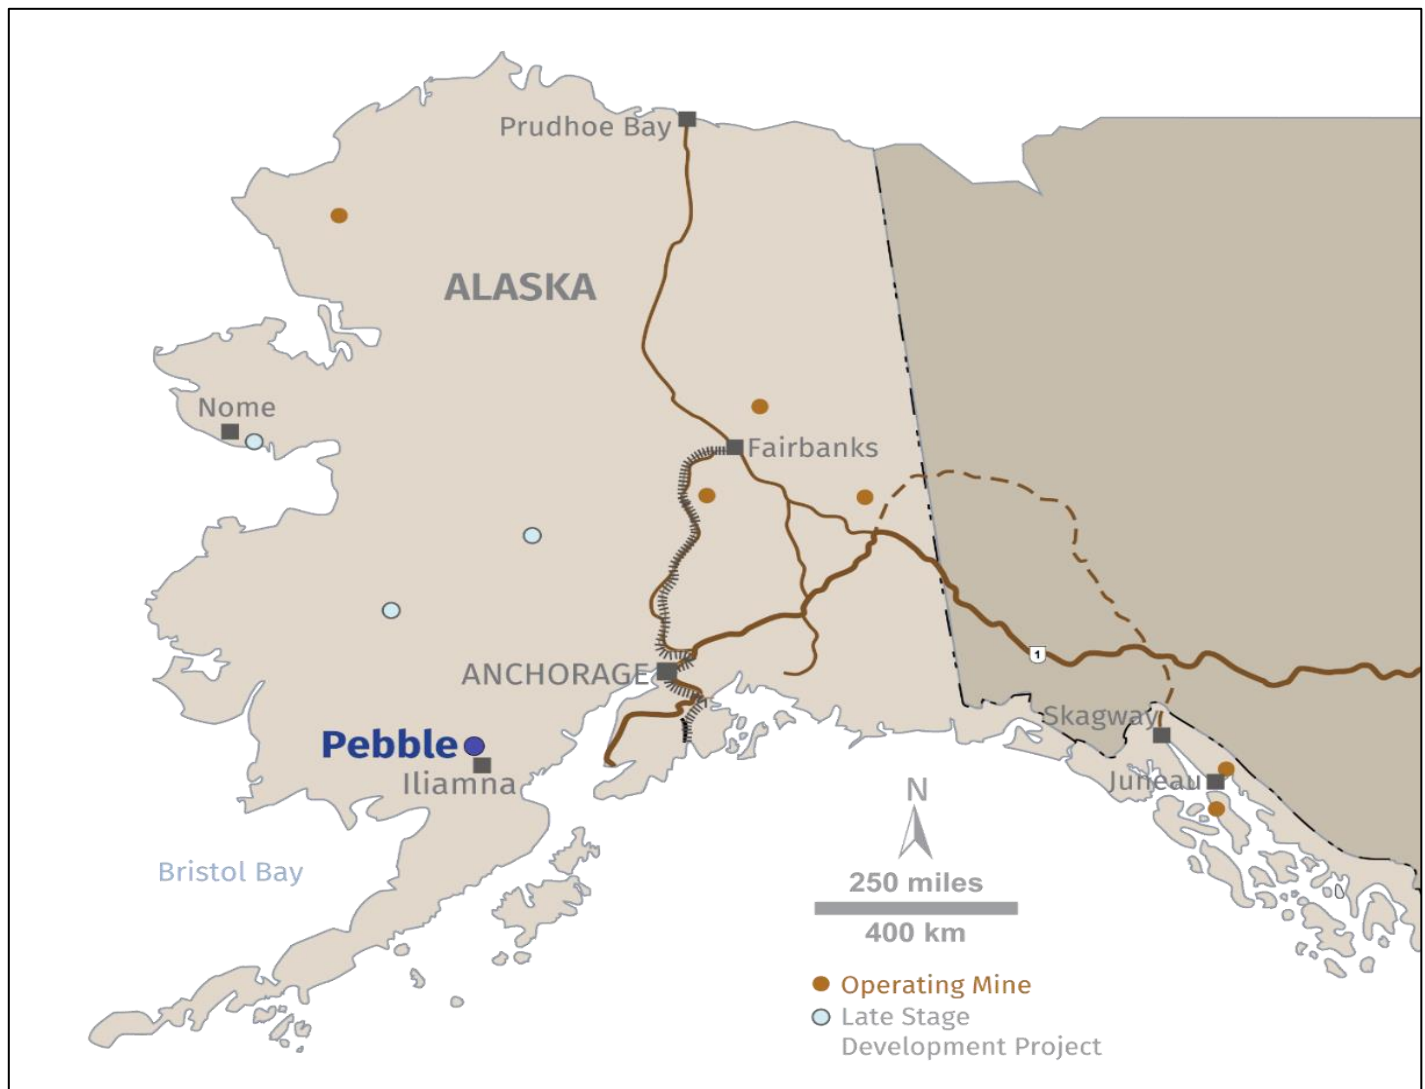 Prudhoe Bay
ALASKA
Nome
Fairbanks
ANCHORAGE
1
Skagway
Pebble
Iliamna
Juneau
N
Bristol Bay
250 miles
400 km
Operating Mine
Late Stage
Development Project